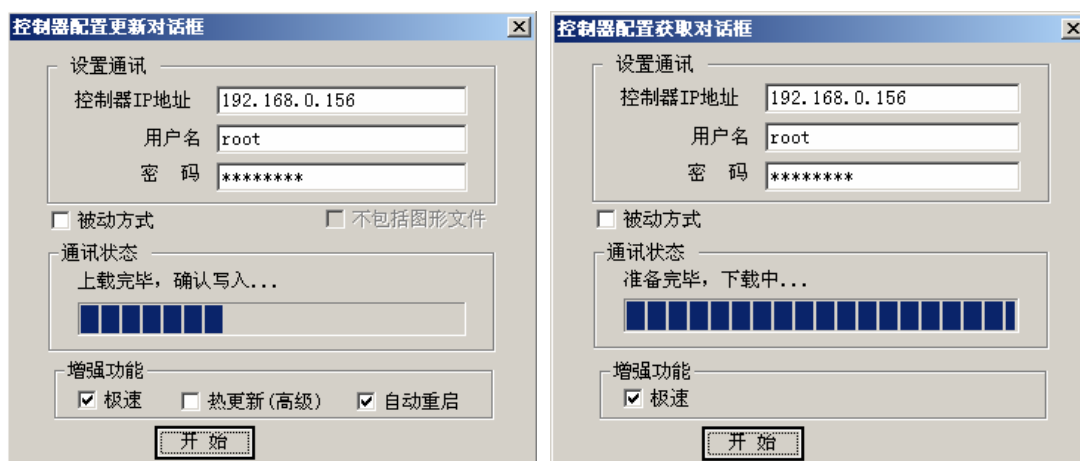 控制器配置更新对话框
设置通讯
控制器IP地址 192.168.0.156
用户名 root
密 码 ********
被动方式 不包括图形文件
通讯状态
上载完毕，确认写入...
增强功能
极速 热更新(高级) 自动重启
开 始
控制器配置获取对话框
设置通讯
控制器IP地址 192.168.0.156
用户名 root
密 码 ********
被动方式
通讯状态
准备完毕，下载中...
增强功能
极速
开 始